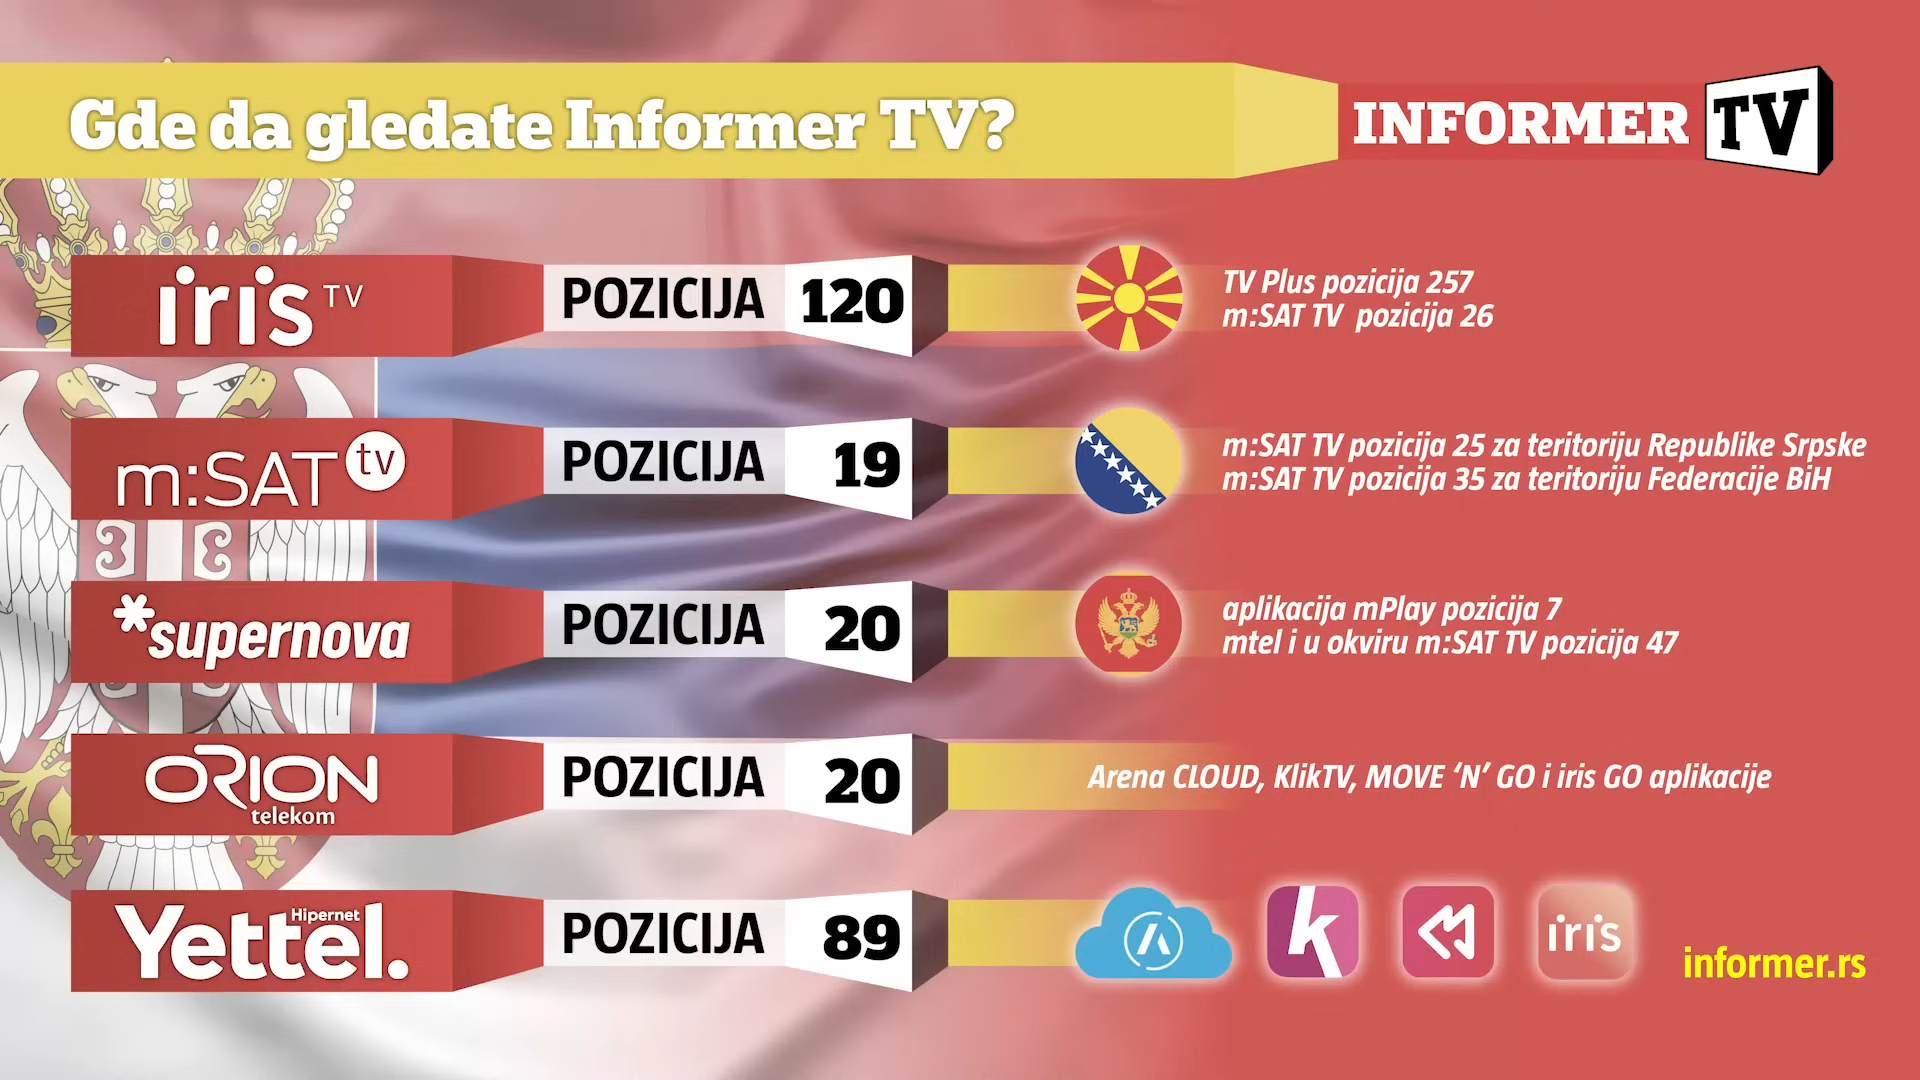 Gde da gledate Informer TV?
INFORMER TV
iris TV POZICIJA 120
TV Plus pozicija 257
m:SAT TV pozicija 26
m:SAT tv POZICIJA 19
m:SAT TV pozicija 25 za teritoriju Republike Srpske
m:SAT TV pozicija 35 za teritoriju Federacije BiH
*supernova POZICIJA 20
aplikacija mPlay pozicija 7
mtel i u okviru m:SAT TV pozicija 47
ORION telekom POZICIJA 20
Arena CLOUD, KlikTV, MOVE ‘N’ GO i iris GO aplikacije
Yettel. Hipernet POZICIJA 89
k
iris
informer.rs